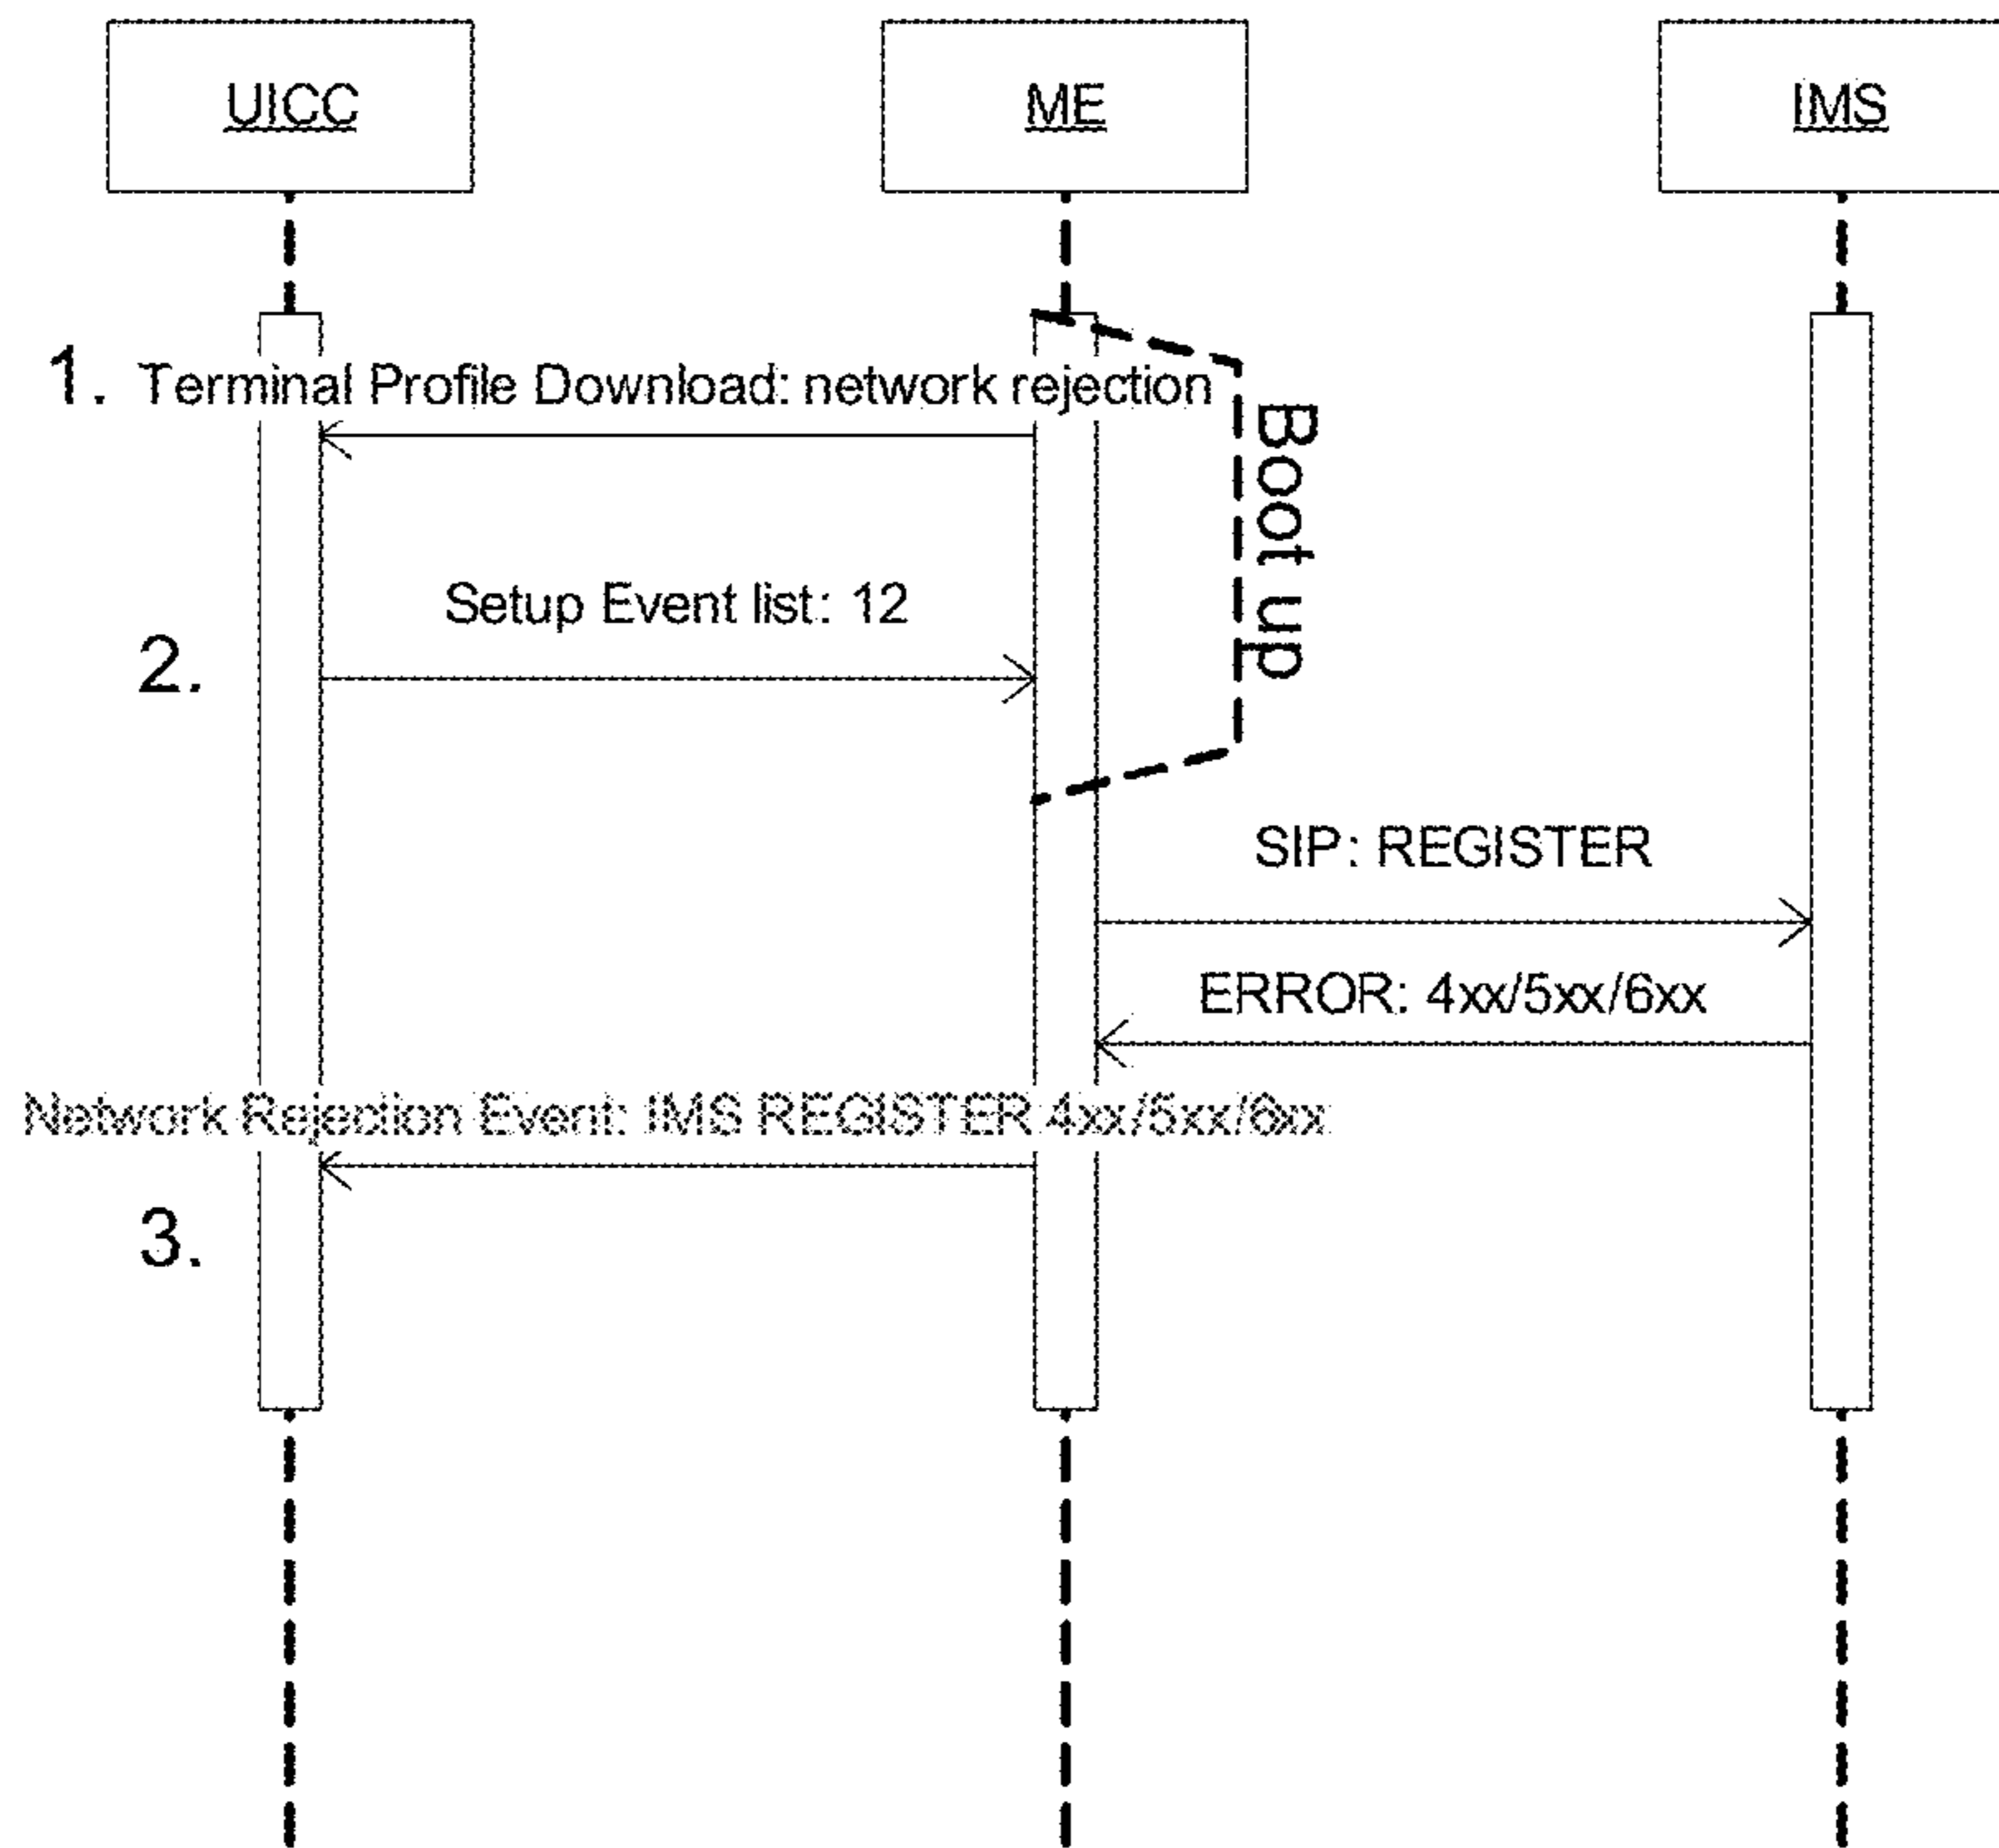 UICC
ME
IMS
1. Terminal Profile Download: network rejection
Boot up
Setup Event list: 12
2.
SIP: REGISTER
ERROR: 4xx/5xx/6xx
Network Rejection Event: IMS REGISTER 4xx/5xx/6xx
3.